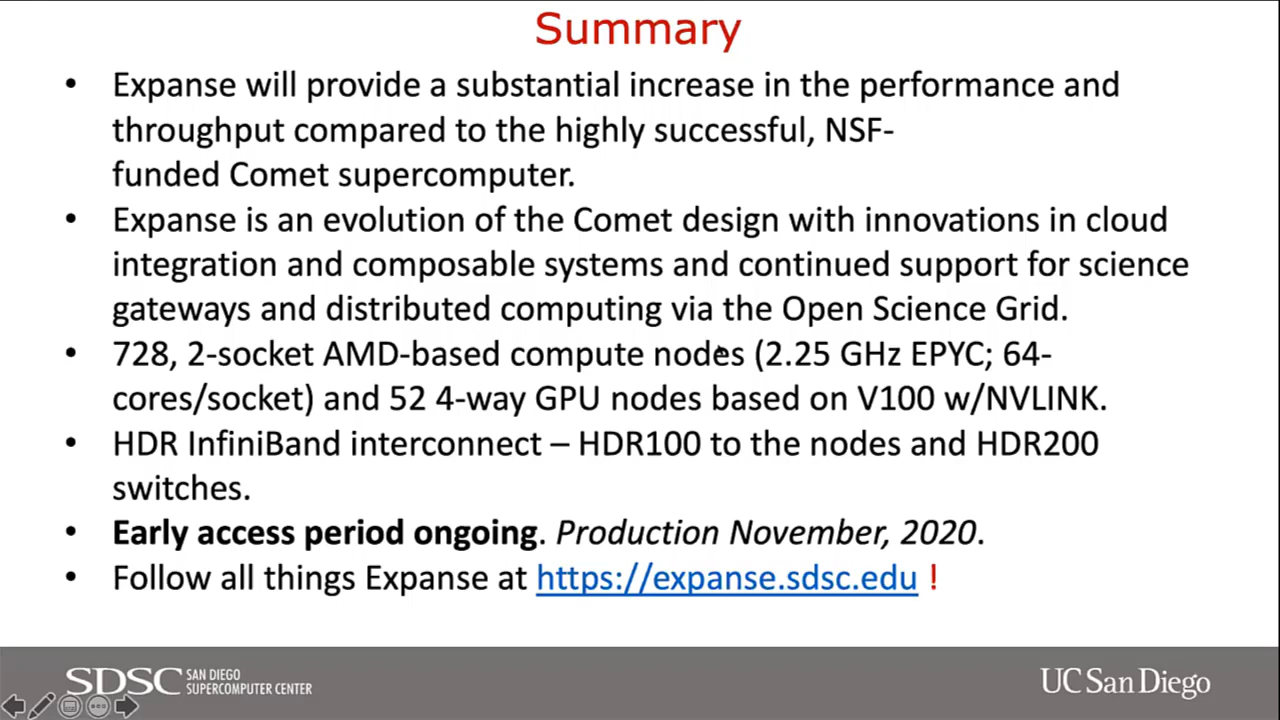 Summary
• Expanse will provide a substantial increase in the performance and
throughput compared to the highly successful, NSF-
funded Comet supercomputer.
• Expanse is an evolution of the Comet design with innovations in cloud
integration and composable systems and continued support for science
gateways and distributed computing via the Open Science Grid.
• 728, 2-socket AMD-based compute nodes (2.25 GHz EPYC; 64-
cores/socket) and 52 4-way GPU nodes based on V100 w/NVLINK.
• HDR InfiniBand interconnect – HDR100 to the nodes and HDR200
switches.
• Early access period ongoing. Production November, 2020.
• Follow all things Expanse at https://expanse.sdsc.edu !
SDSC SAN DIEGO
SUPERCOMPUTER CENTER
UC San Diego